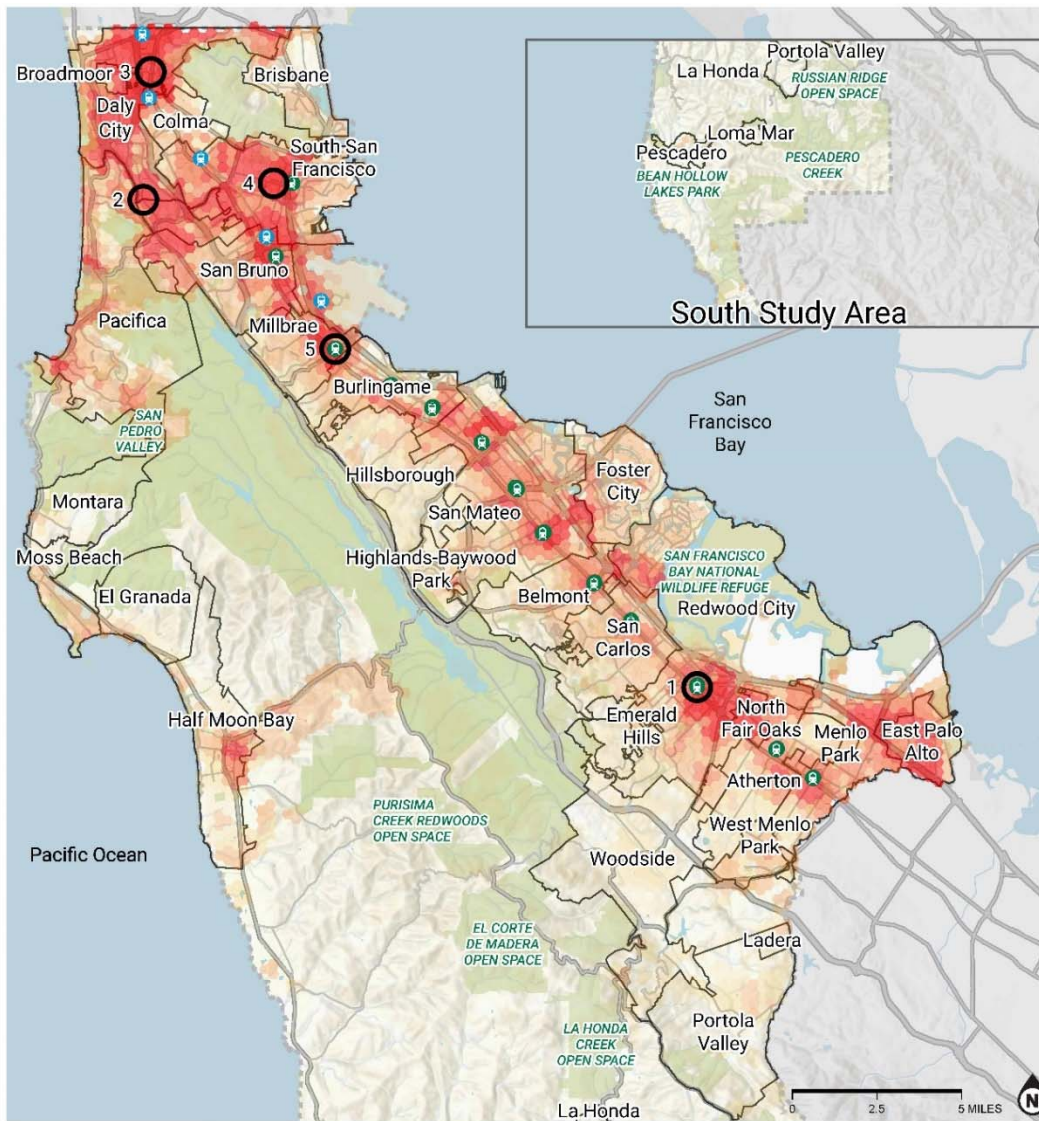 Portola Valley
La Honda
RUSSIAN RIDGE
OPEN SPACE
Loma Mar
Pescadero
BEAN HOLLOW
LAKES PARK
PESCADERO
CREEK
South Study Area
Broadmoor
3
Brisbane
Daly
City
Colma
South San
Francisco
4
2
San Bruno
Pacifica
Millbrae
5
Burlingame
San
Francisco
Bay
SAN
PEDRO
VALLEY
Hillsborough
Foster
City
Montara
San Mateo
Moss Beach
Highlands-Baywood
Park
SAN FRANCISCO
BAY NATIONAL
WILDLIFE REFUGE
El Granada
Belmont
Redwood City
San
Carlos
1
Half Moon Bay
Emerald
Hills
North
Fair Oaks
Menlo
Park
East Palo
Alto
Atherton
PURISIMA
CREEK REDWOODS
OPEN SPACE
West Menlo
Park
Pacific Ocean
Woodside
EL CORTE
DE MADERA
OPEN SPACE
Ladera
Portola
Valley
LA HONDA
CREEK
OPEN SPACE
La Honda
0
2.5
5 MILES
N